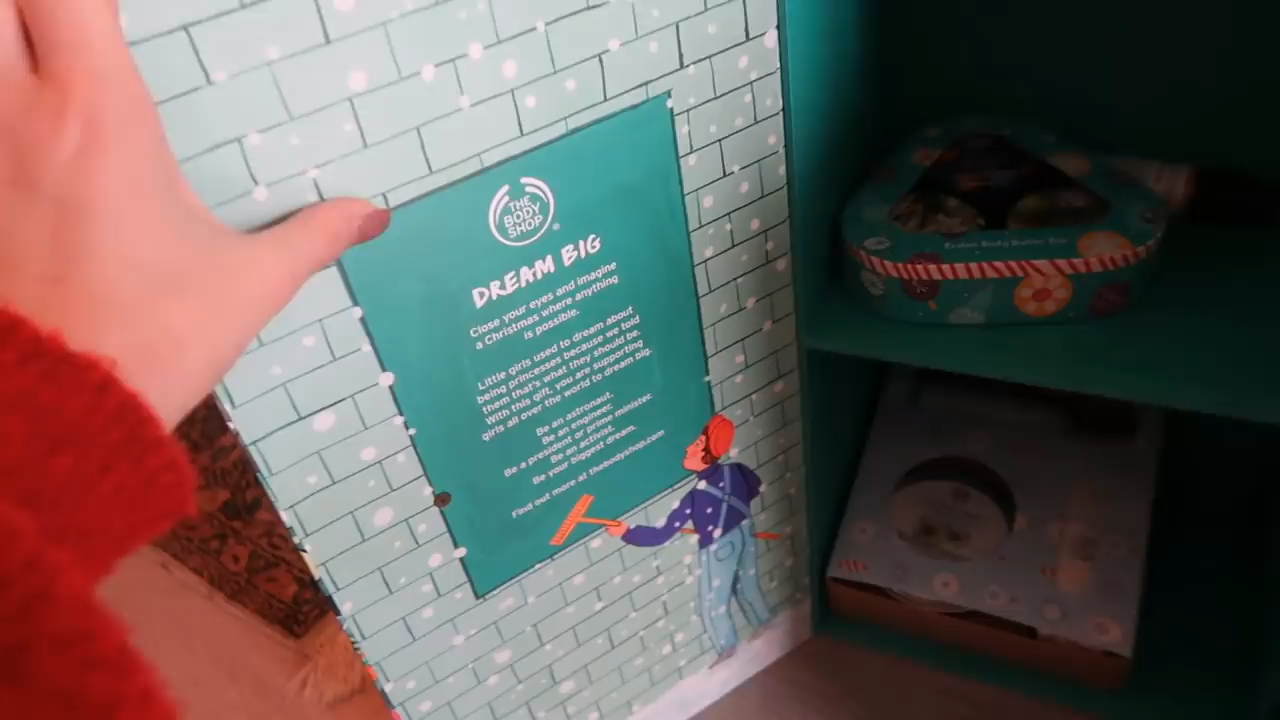 THE
BODY
SHOP
DREAM BIG
Close your eyes and imagine
a Christmas where anything
is possible.
Little girls used to dream about
being princesses because we told
them that's what they should be.
With this gift, you are supporting
girls all over the world to dream big.
Be an astronaut.
Be an engineer.
Be a president or prime minister.
Be an activist.
Be your biggest dream.
Find out more at thebodyshop.com
Body Butter